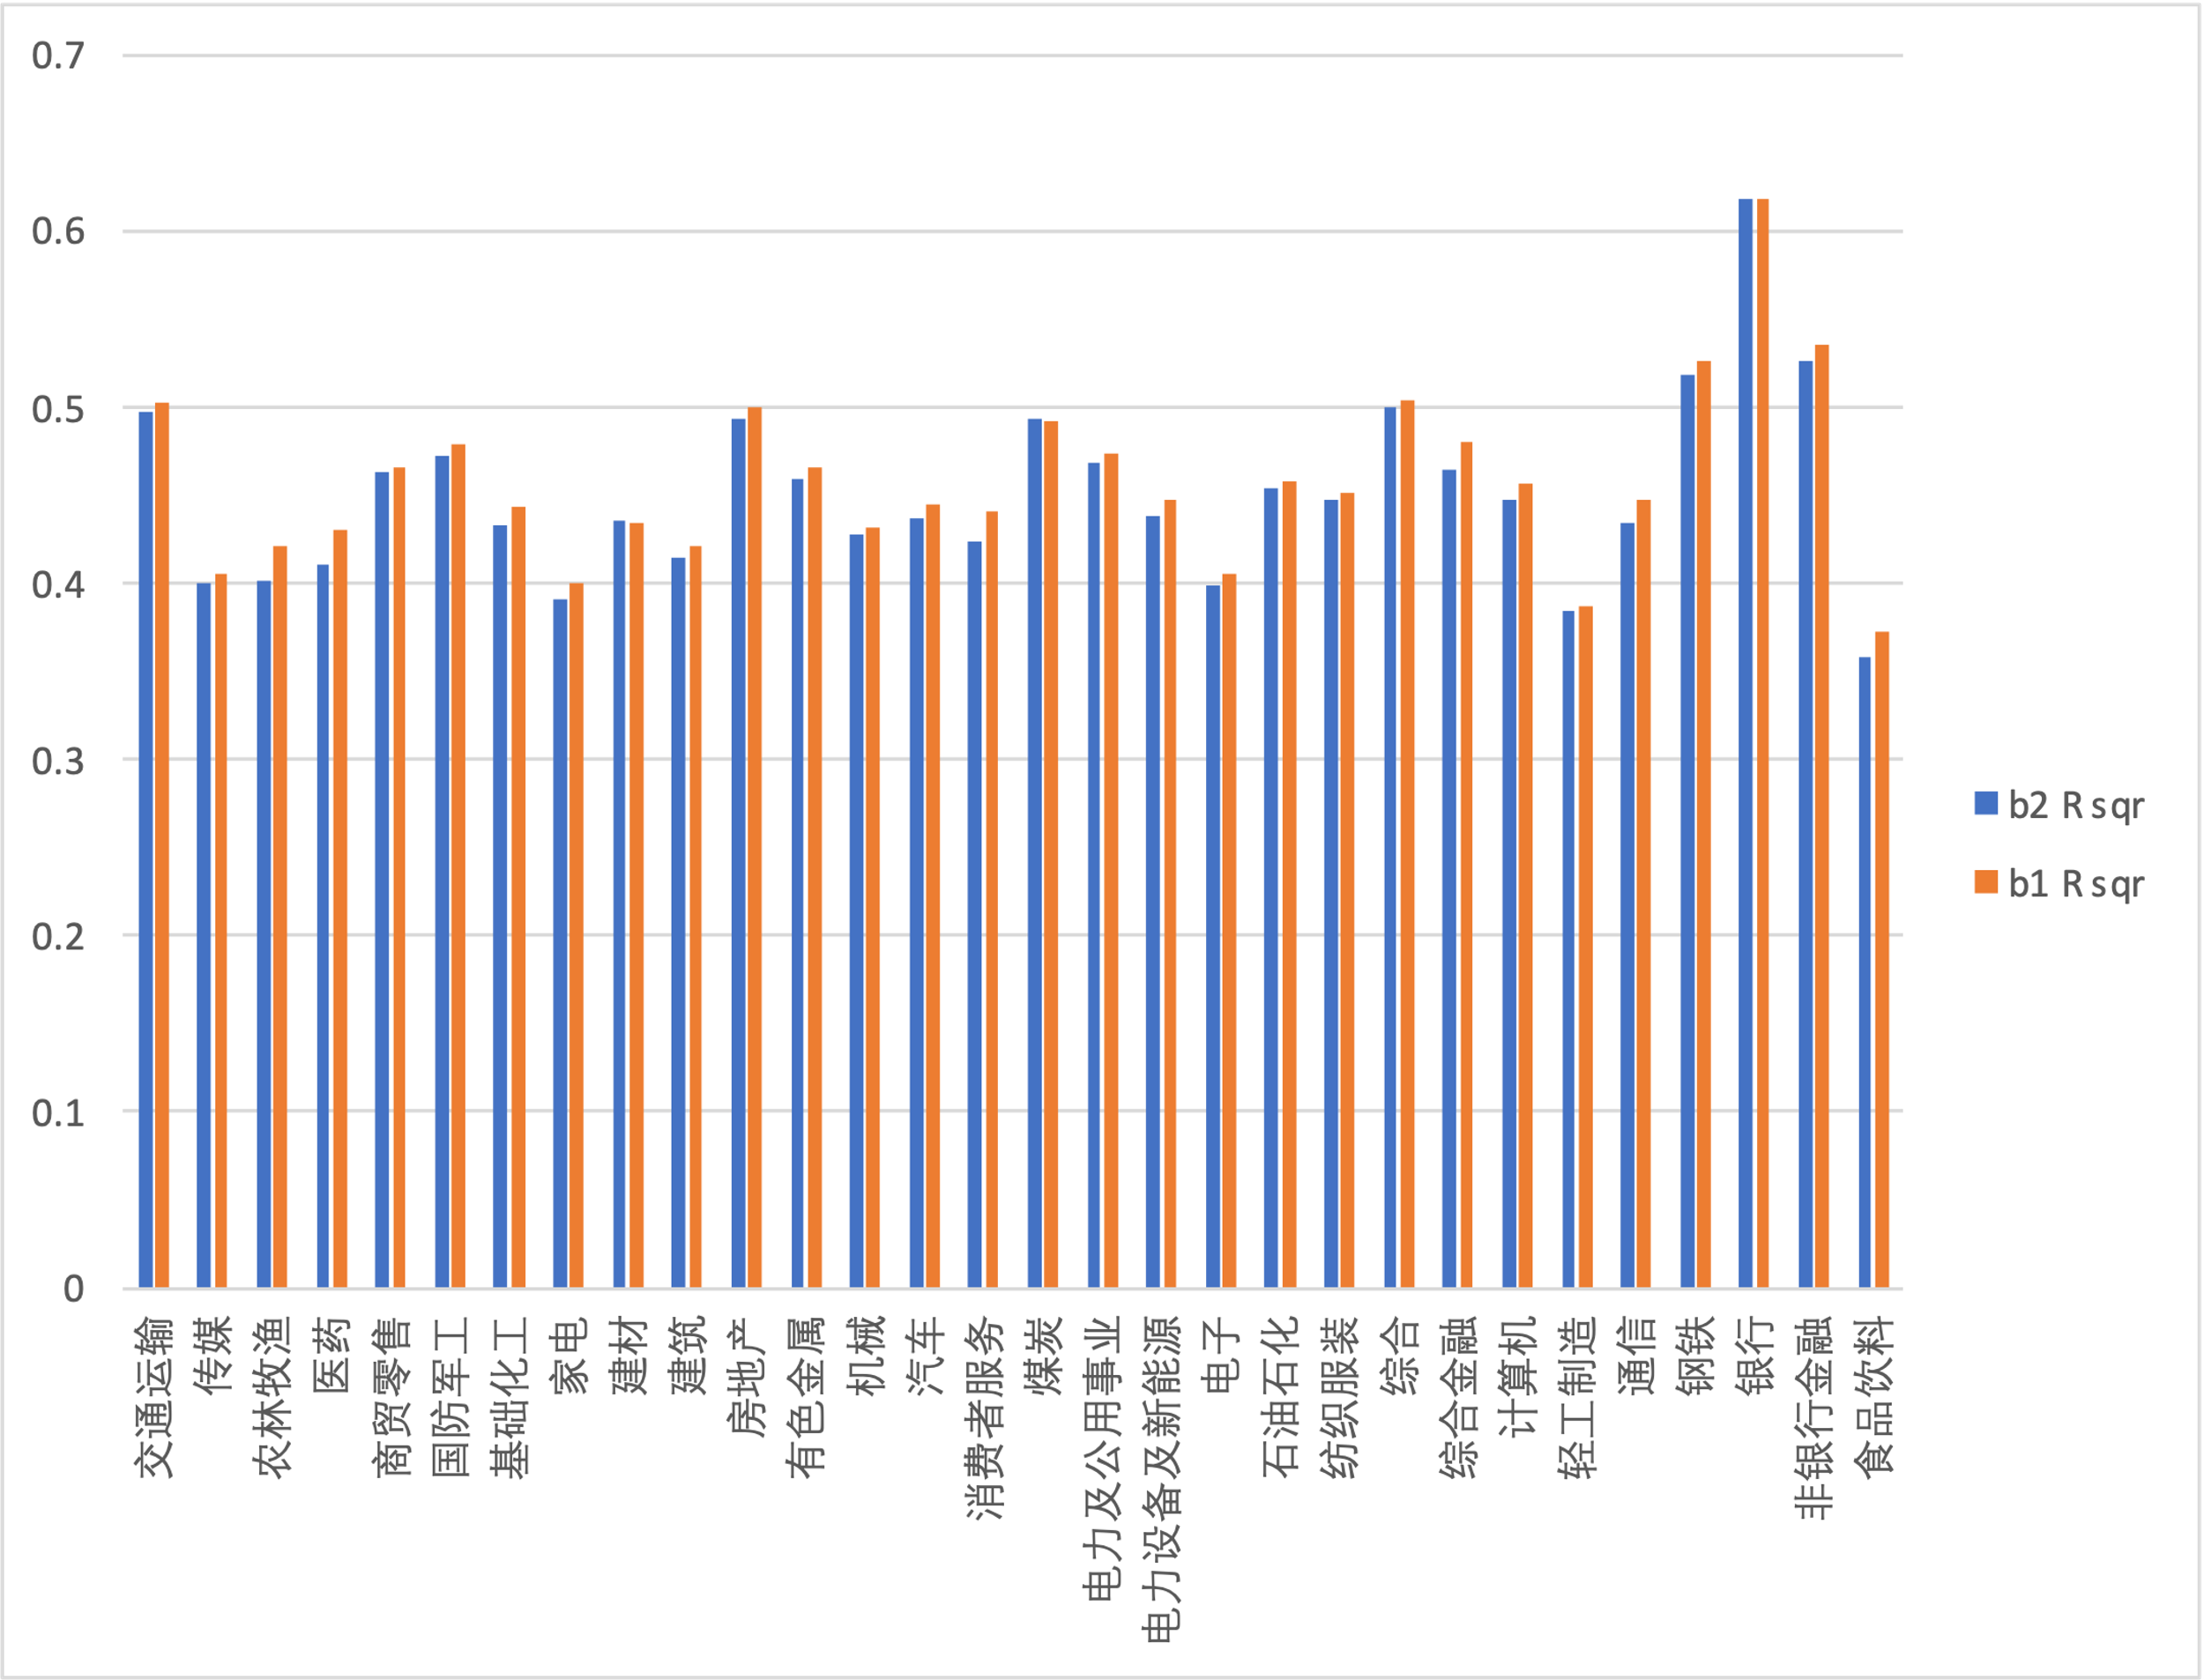 0.7
0.6
0.5
0.4
0.3
0.2
0.1
0
交通运输
传媒
农林牧渔
医药
商贸零售
国防军工
基础化工
家电
建材
建筑
房地产
有色金属
机械
汽车
消费者服务
煤炭
电力及公用事业
电力设备及新能源
电子
石油石化
纺织服装
综合
综合金融
计算机
轻工制造
通信
钢铁
银行
非银行金融
食品饮料
b2 R sqr
b1 R sqr